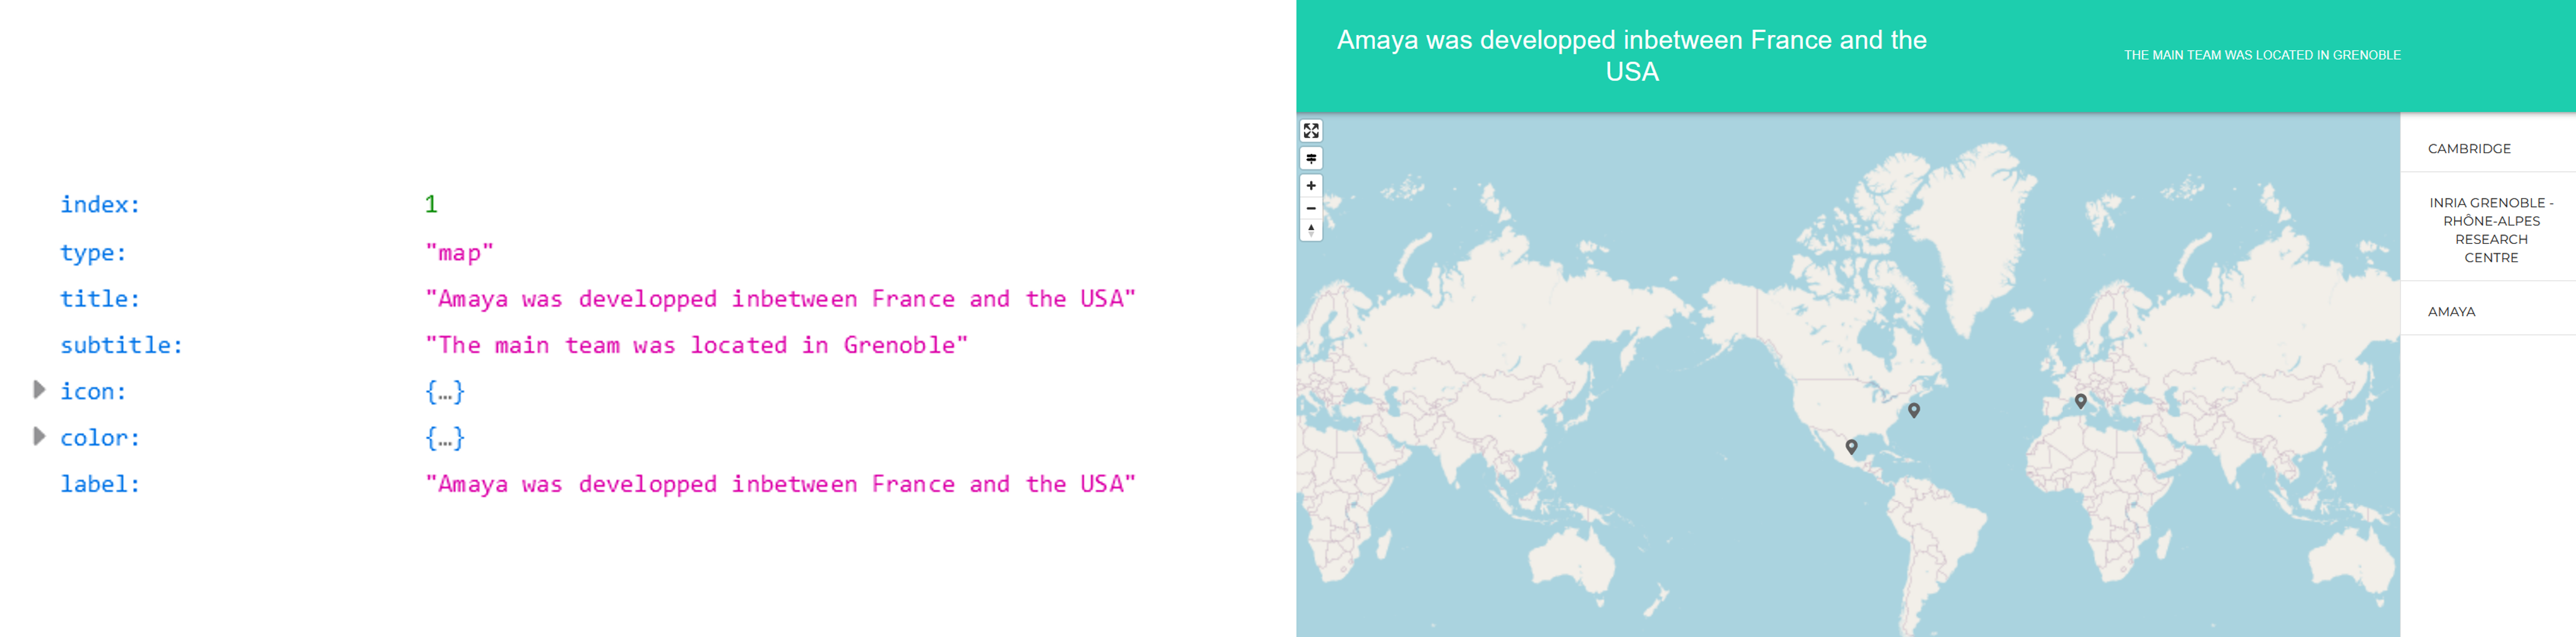 index: 1
type: "map"
title: "Amaya was developped inbetween France and the USA"
subtitle: "The main team was located in Grenoble"
icon: {…}
color: {…}
label: "Amaya was developped inbetween France and the USA"
Amaya was developped inbetween France and the
USA
THE MAIN TEAM WAS LOCATED IN GRENOBLE
CAMBRIDGE
INRIA GRENOBLE -
RHÔNE-ALPES
RESEARCH
CENTRE
AMAYA